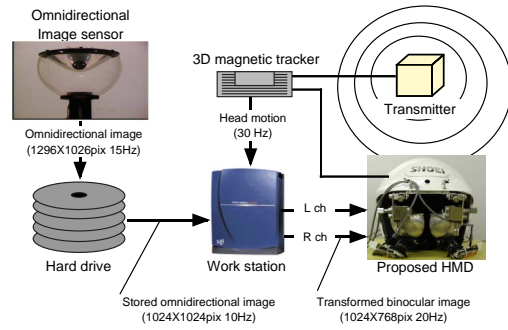 Omnidirectional
Image sensor
3D magnetic tracker
Transmitter
Omnidirectional image
(1296X1026pix 15Hz)
Head motion
(30 Hz)
SHOEI
L ch
R ch
sgi
Hard drive
Work station
Proposed HMD
Stored omnidirectional image
(1024X1024pix 10Hz)
Transformed binocular image
(1024X768pix 20Hz)